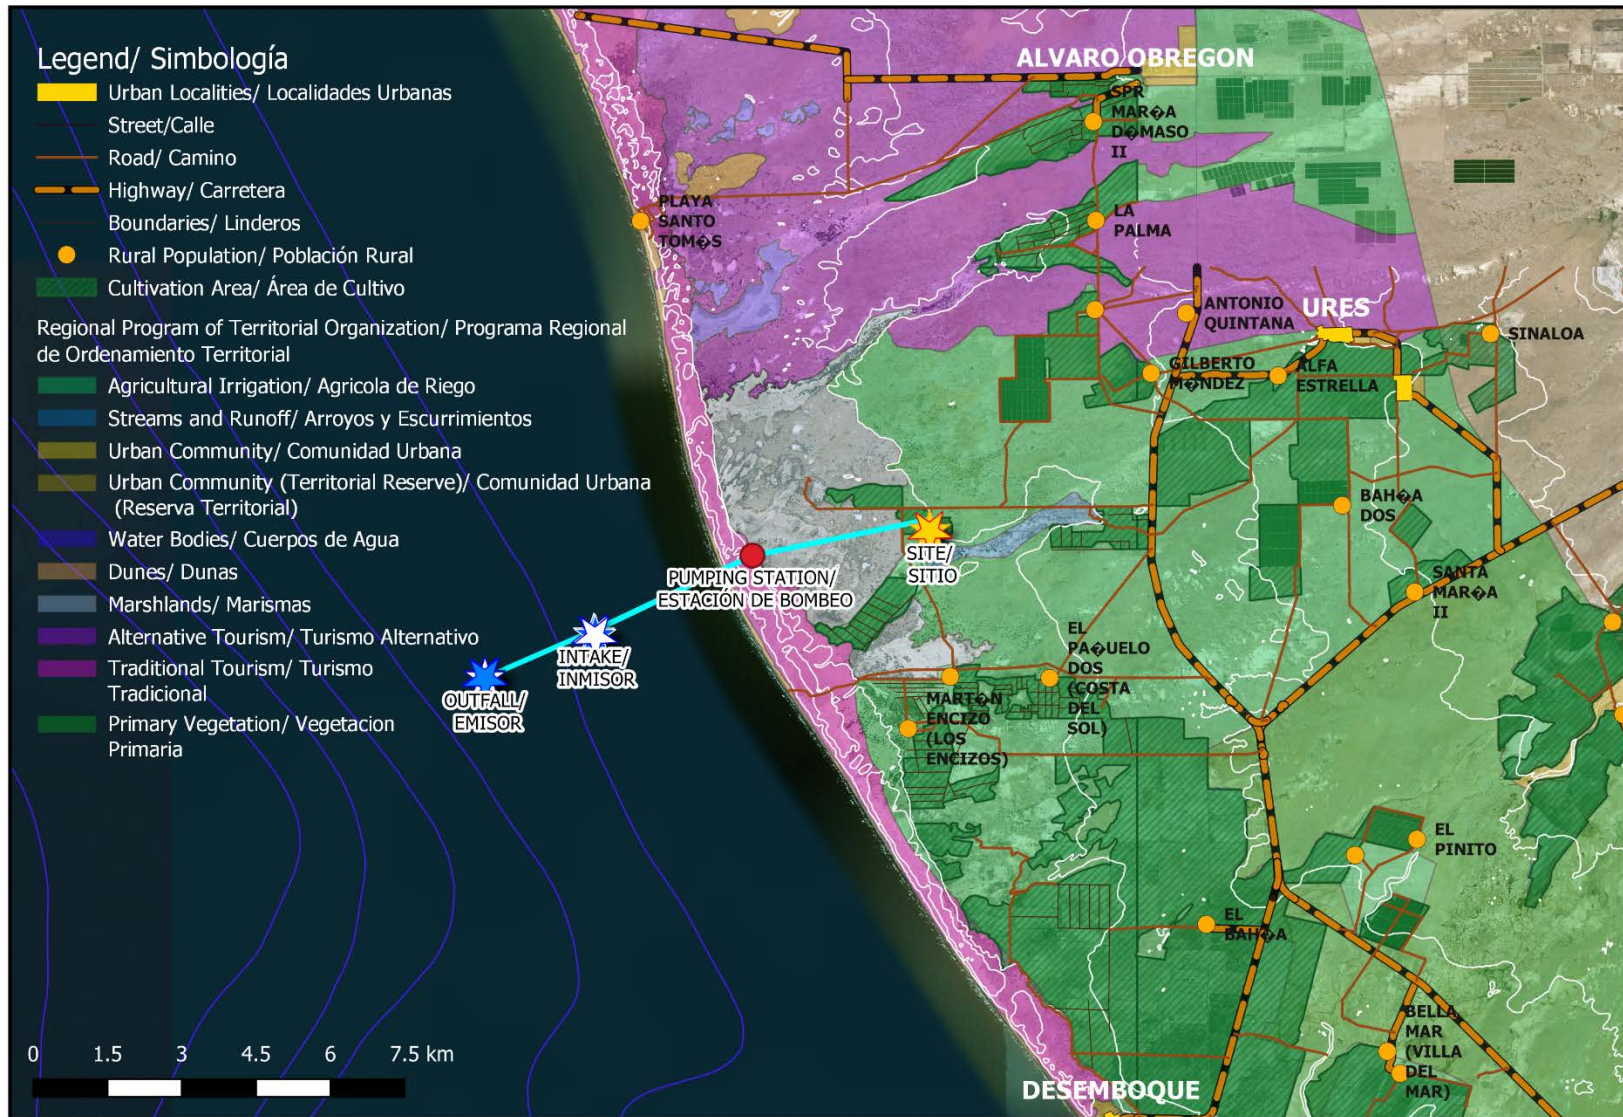 Legend/ Simbología
Urban Localities/ Localidades Urbanas
Street/Calle
Road/ Camino
Highway/ Carretera
Boundaries/ Linderos
Rural Population/ Población Rural
Cultivation Area/ Área de Cultivo
Regional Program of Territorial Organization/ Programa Regional
de Ordenamiento Territorial
Agricultural Irrigation/ Agricola de Riego
Streams and Runoff/ Arroyos y Escurrimientos
Urban Community/ Comunidad Urbana
Urban Community (Territorial Reserve)/ Comunidad Urbana
(Reserva Territorial)
Water Bodies/ Cuerpos de Agua
Dunes/ Dunas
Marshlands/ Marismas
Alternative Tourism/ Turismo Alternativo
Traditional Tourism/ Turismo
Tradicional
Primary Vegetation/ Vegetacion
Primaria
0 1.5 3 4.5 6 7.5 km
ALVARO OBREGON
SPR
MAR�A
D�MASO
II
PLAYA
SANTO
TOM�S
LA
PALMA
ANTONIO
QUINTANA
URES
SINALOA
GILBERTO
M�NDEZ
ALFA
ESTRELLA
BAH�A
DOS
SITE/
SITIO
PUMPING STATION/
ESTACIÓN DE BOMBEO
SANTA
MAR�A
II
INTAKE/
INMISOR
OUTFALL/
EMISOR
EL
PA�UELO
DOS
(COSTA
DEL
SOL)
MART�N
ENCIZO
(LOS
ENCIZOS)
EL
PINITO
EL
BAH�A
BELLA
MAR
(VILLA
DEL
MAR)
DESEMBOQUE